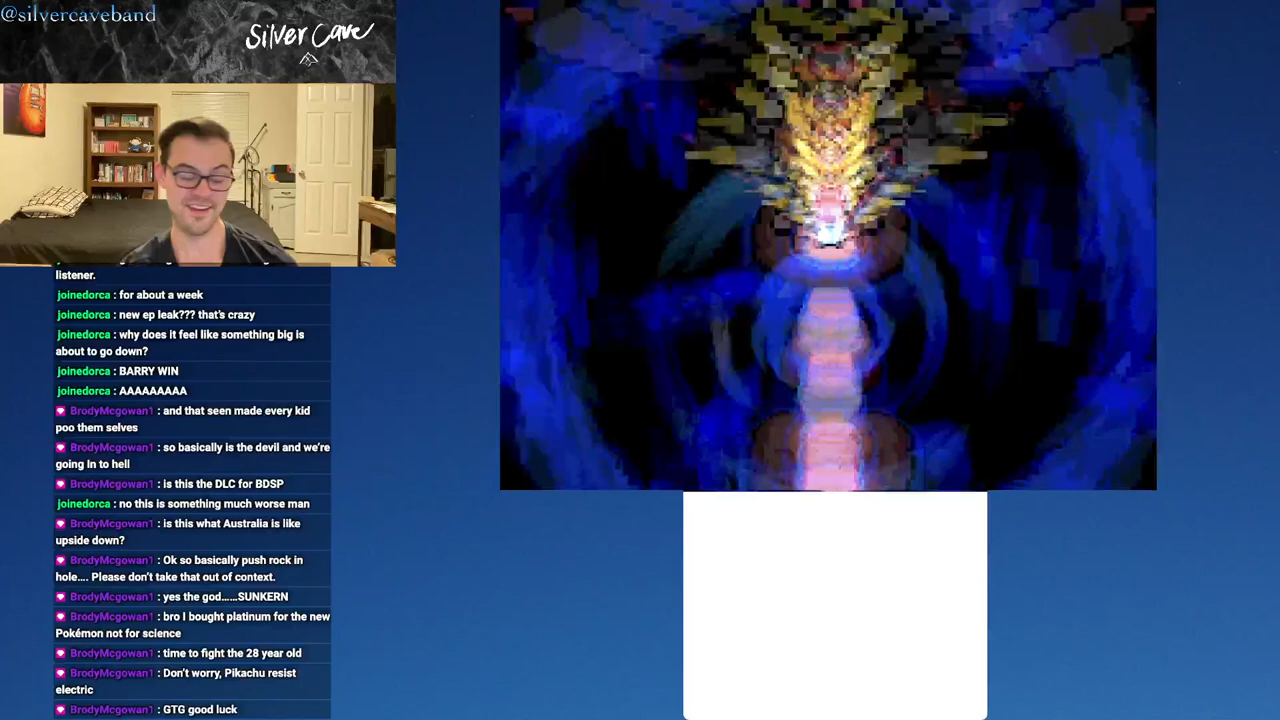 @silvercaveband
Silver Cave
listener.
joinedorca : for about a week
joinedorca : new ep leak??? that's crazy
joinedorca : why does it feel like something big is
about to go down?
joinedorca : BARRY WIN
joinedorca : AAAAAAAAA
BrodyMcgowan1 : and that seen made every kid
poo them selves
BrodyMcgowan1 : so basically is the devil and we're
going In to hell
BrodyMcgowan1 : is this the DLC for BDSP
joinedorca : no this is something much worse man
BrodyMcgowan1 : is this what Australia is like
upside down?
BrodyMcgowan1 : Ok so basically push rock in
hole.... Please don't take that out of context.
BrodyMcgowan1 : yes the god......SUNKERN
BrodyMcgowan1 : bro I bought platinum for the new
Pokémon not for science
BrodyMcgowan1 : time to fight the 28 year old
BrodyMcgowan1 : Don't worry, Pikachu resist
electric
BrodyMcgowan1 : GTG good luck